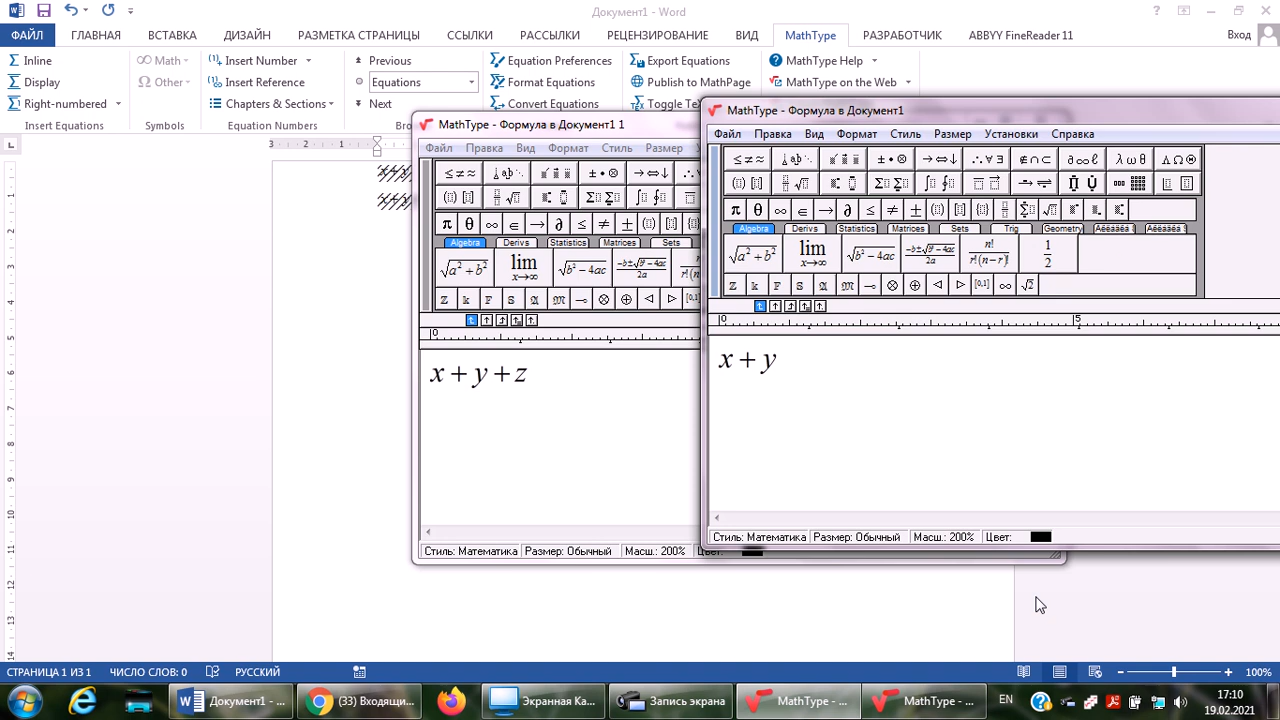 Документ1 - Word
Вход
ФАЙЛ ГЛАВНАЯ ВСТАВКА ДИЗАЙН РАЗМЕТКА СТРАНИЦЫ ССЫЛКИ РАССЫЛКИ РЕЦЕНЗИРОВАНИЕ ВИД MathType РАЗРАБОТЧИК ABBYY FineReader 11
Inline Math Insert Number Previous Equation Preferences Export Equations MathType Help
Display Other Insert Reference Equations Format Equations Publish to MathPage MathType on the Web
Right-numbered Chapters & Sections Next Convert Equations Toggle TeX
Insert Equations Symbols Equation Numbers
MathType - Формула в Документ1 1
Файл Правка Вид Формат Стиль Размер
Algebra Derivs Statistics Matrices Sets
x + y + z
Стиль: Математика Размер: Обычный Масш.: 200%
MathType - Формула в Документ1
Файл Правка Вид Формат Стиль Размер Установки Справка
Algebra Derivs Statistics Matrices Sets Trig Geometry
x + y
Стиль: Математика Размер: Обычный Масш.: 200% Цвет:
СТРАНИЦА 1 ИЗ 1 ЧИСЛО СЛОВ: 0 РУССКИЙ 100%
Документ1 - ... (33) Входящи... Экранная Ка... Запись экрана MathType - ... MathType - ... EN 17:10
19.02.2021